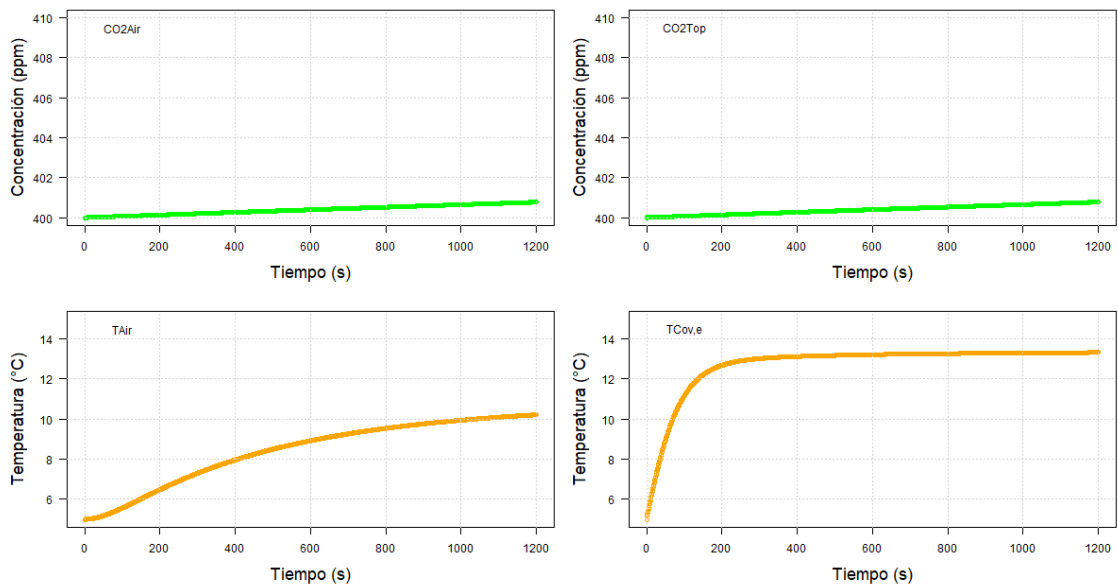 CO2Air
Concentración (ppm)
410
408
406
404
402
400
0 200 400 600 800 1000 1200
Tiempo (s)
CO2Top
Concentración (ppm)
410
408
406
404
402
400
0 200 400 600 800 1000 1200
Tiempo (s)
TAir
Temperatura (°C)
14
12
10
8
6
0 200 400 600 800 1000 1200
Tiempo (s)
TCov,e
Temperatura (°C)
14
12
10
8
6
0 200 400 600 800 1000 1200
Tiempo (s)